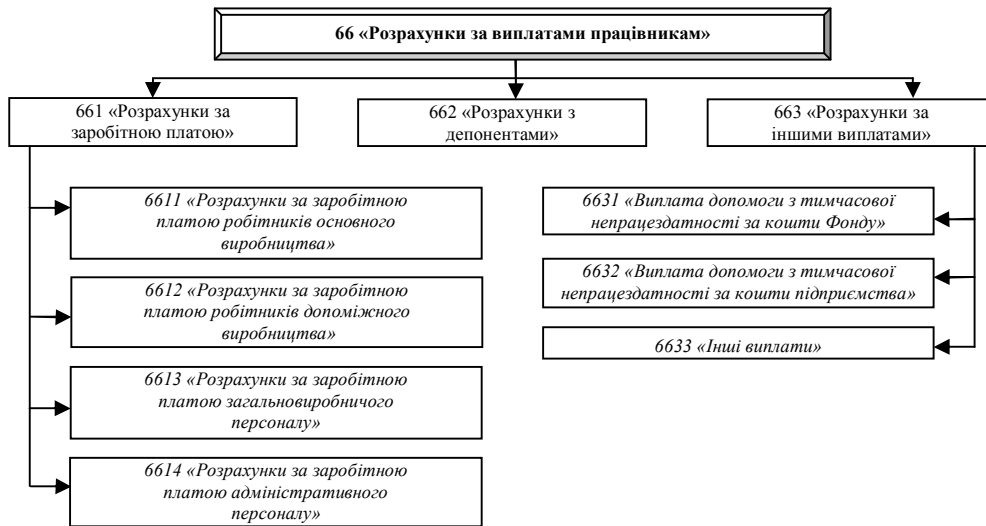 66 «Розрахунки за виплатами працівникам»
661 «Розрахунки за
заробітною платою»
662 «Розрахунки з
депонентами»
663 «Розрахунки за
іншими виплатами»
6611 «Розрахунки за заробітною
платою робітників основного
виробництва»
6612 «Розрахунки за заробітною
платою робітників допоміжного
виробництва»
6613 «Розрахунки за заробітною
платою загальновиробничого
персоналу»
6614 «Розрахунки за заробітною
платою адміністративного
персоналу»
6631 «Виплата допомоги з тимчасової
непрацездатності за кошти Фонду»
6632 «Виплата допомоги з тимчасової
непрацездатності за кошти підприємства»
6633 «Інші виплати»